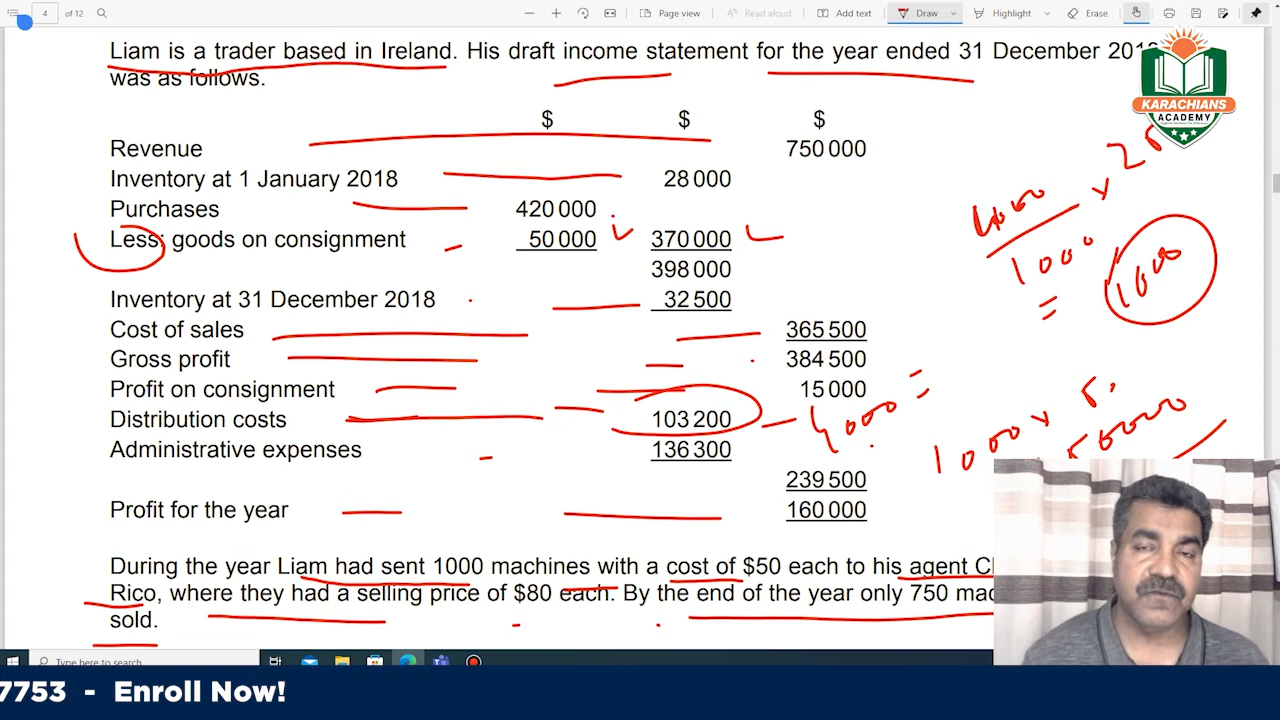 4 of 12 Page view Read aloud Add text Draw Highlight Erase
Liam is a trader based in Ireland. His draft income statement for the year ended 31 December
was as follows.
KARACHIANS
ACADEMY
$ $ $
Revenue 750 000
Inventory at 1 January 2018 28 000
Purchases 420 000
Less: goods on consignment 50 000 370 000
398 000
Inventory at 31 December 2018 32 500
Cost of sales 365 500
Gross profit 384 500
Profit on consignment 15 000
Distribution costs 103 200
Administrative expenses 136 300
239 500
Profit for the year 160 000
4000
1000
=
1000
4000 =
1000 x
During the year Liam had sent 1000 machines with a cost of $50 each to his agent
Rico, where they had a selling price of $80 each. By the end of the year only 750
sold.
Type here to search
7753 - Enroll Now!